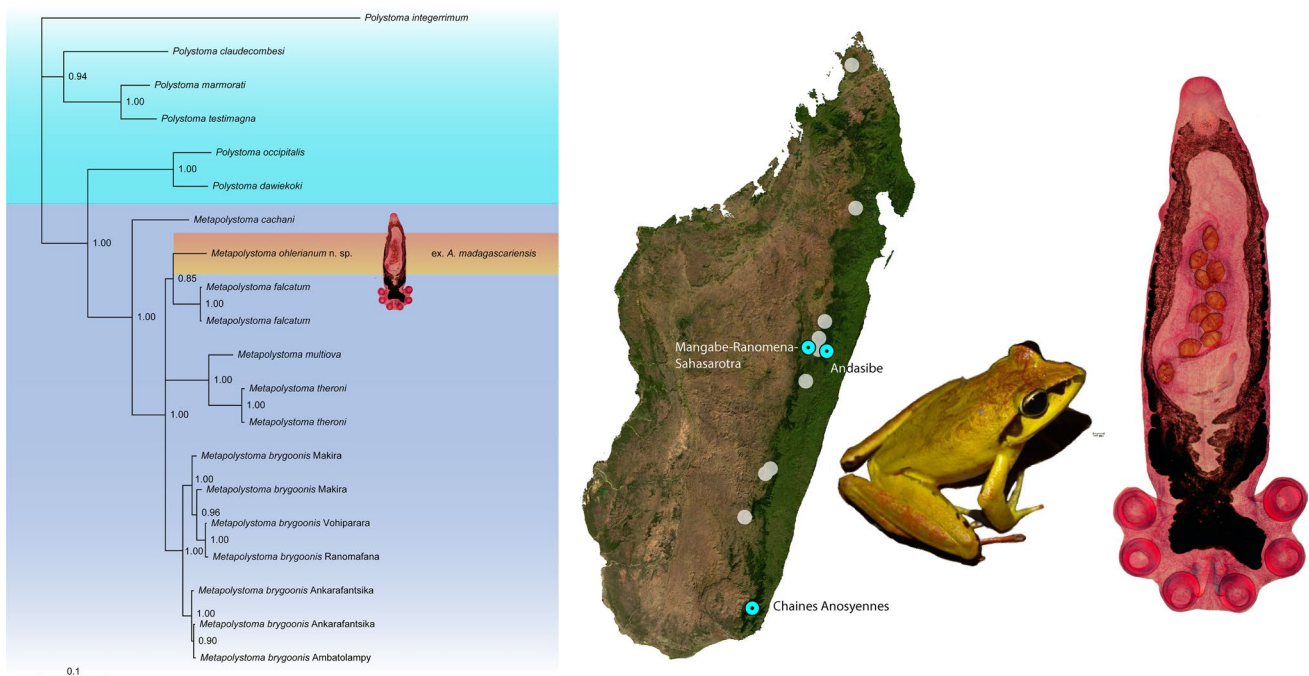 Polystoma integerrimum
Polystoma claudecombesi
0.94
Polystoma marmorati
1.00
Polystoma testimagna
Polystoma occipitalis
1.00
Polystoma dawiekoki
1.00
Metapolystoma cachani
Metapolystoma ohlerianum n. sp.
ex. A. madagascariensis
0.85
Metapolystoma falcatum
1.00
1.00
Metapolystoma falcatum
Metapolystoma multiova
1.00
Metapolystoma theroni
1.00
1.00
Metapolystoma theroni
Metapolystoma brygoonis Makira
1.00
Metapolystoma brygoonis Makira
0.96
Metapolystoma brygoonis Vohiparara
1.00
1.00
Metapolystoma brygoonis Ranomafana
Metapolystoma brygoonis Ankarafantsika
1.00
Metapolystoma brygoonis Ankarafantsika
0.90
Metapolystoma brygoonis Ambatolampy
0.1
Mangabe-Ranomena-
Sahasarotra
Andasibe
Chaines Anosyennes